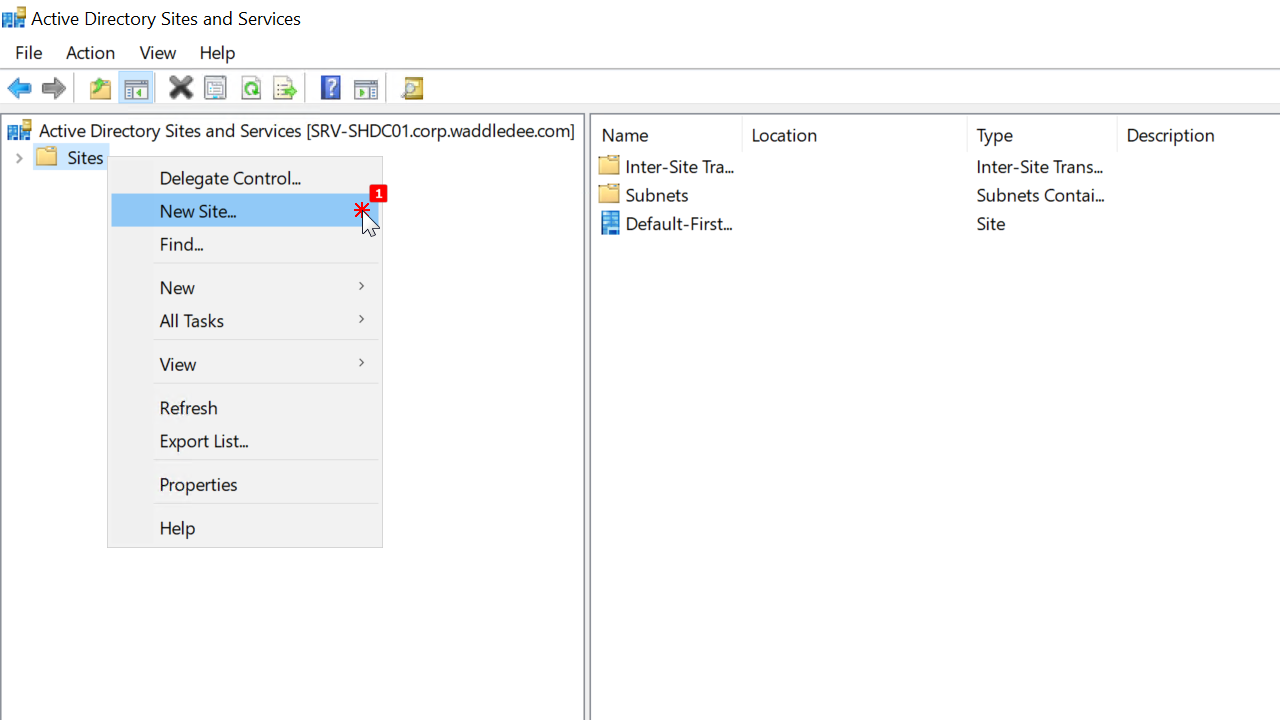 Active Directory Sites and Services
File Action View Help
Active Directory Sites and Services [SRV-SHDC01.corp.waddledee.com]
Sites
Delegate Control...
New Site...
1
Find...
New
All Tasks
View
Refresh
Export List...
Properties
Help
Name Location Type Description
Inter-Site Tra... Inter-Site Trans...
Subnets Subnets Contai...
Default-First... Site